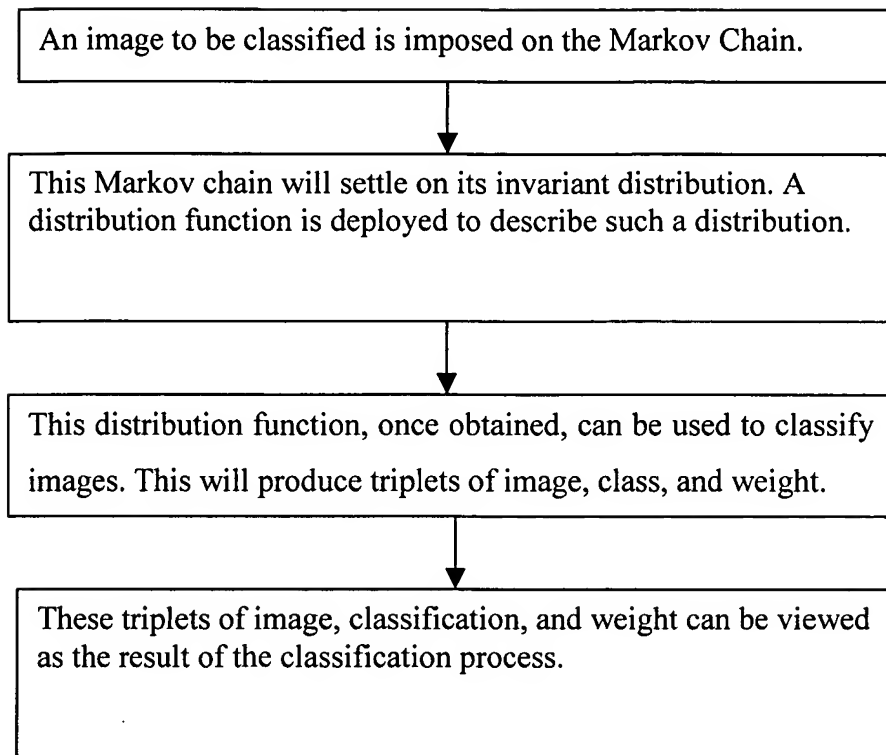 An image to be classified is imposed on the Markov Chain.
This Markov chain will settle on its invariant distribution. A
distribution function is deployed to describe such a distribution.
This distribution function, once obtained, can be used to classify
images. This will produce triplets of image, class, and weight.
These triplets of image, classification, and weight can be viewed
as the result of the classification process.